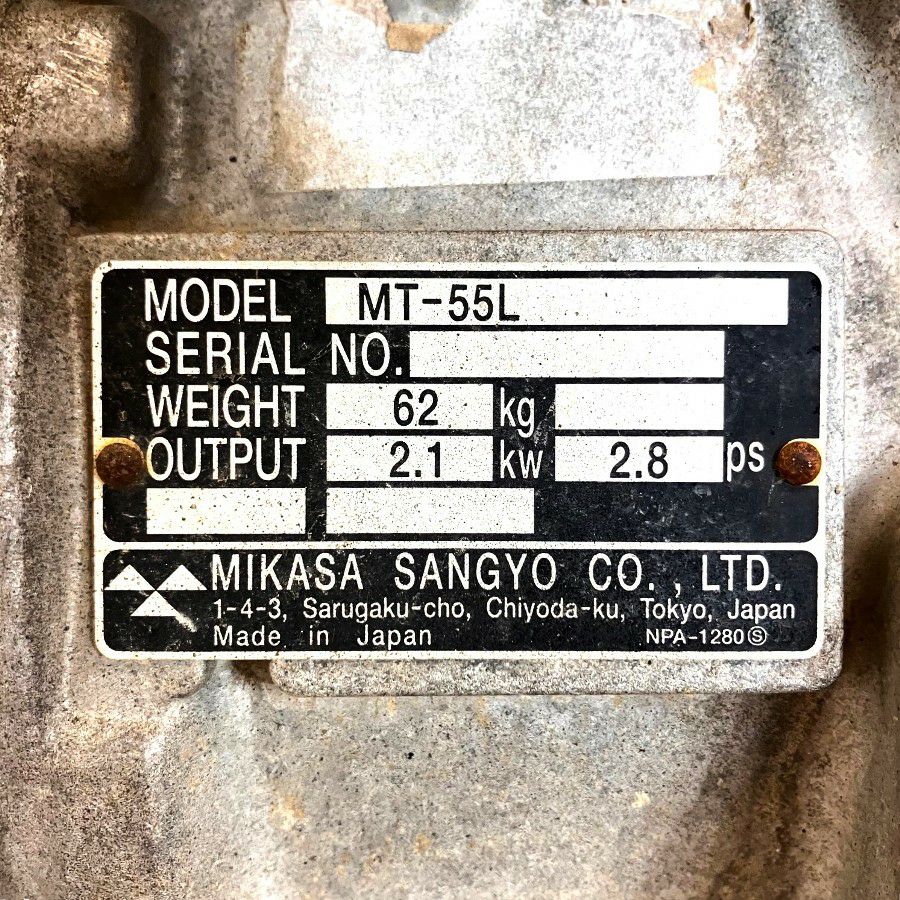 MODEL MT-55L
SERIAL NO.
WEIGHT 62 kg
OUTPUT 2.1 kw 2.8 ps
MIKASA SANGYO CO., LTD.
1-4-3, Sarugaku-cho, Chiyoda-ku, Tokyo, Japan
Made in Japan NPA-1280Ⓢ